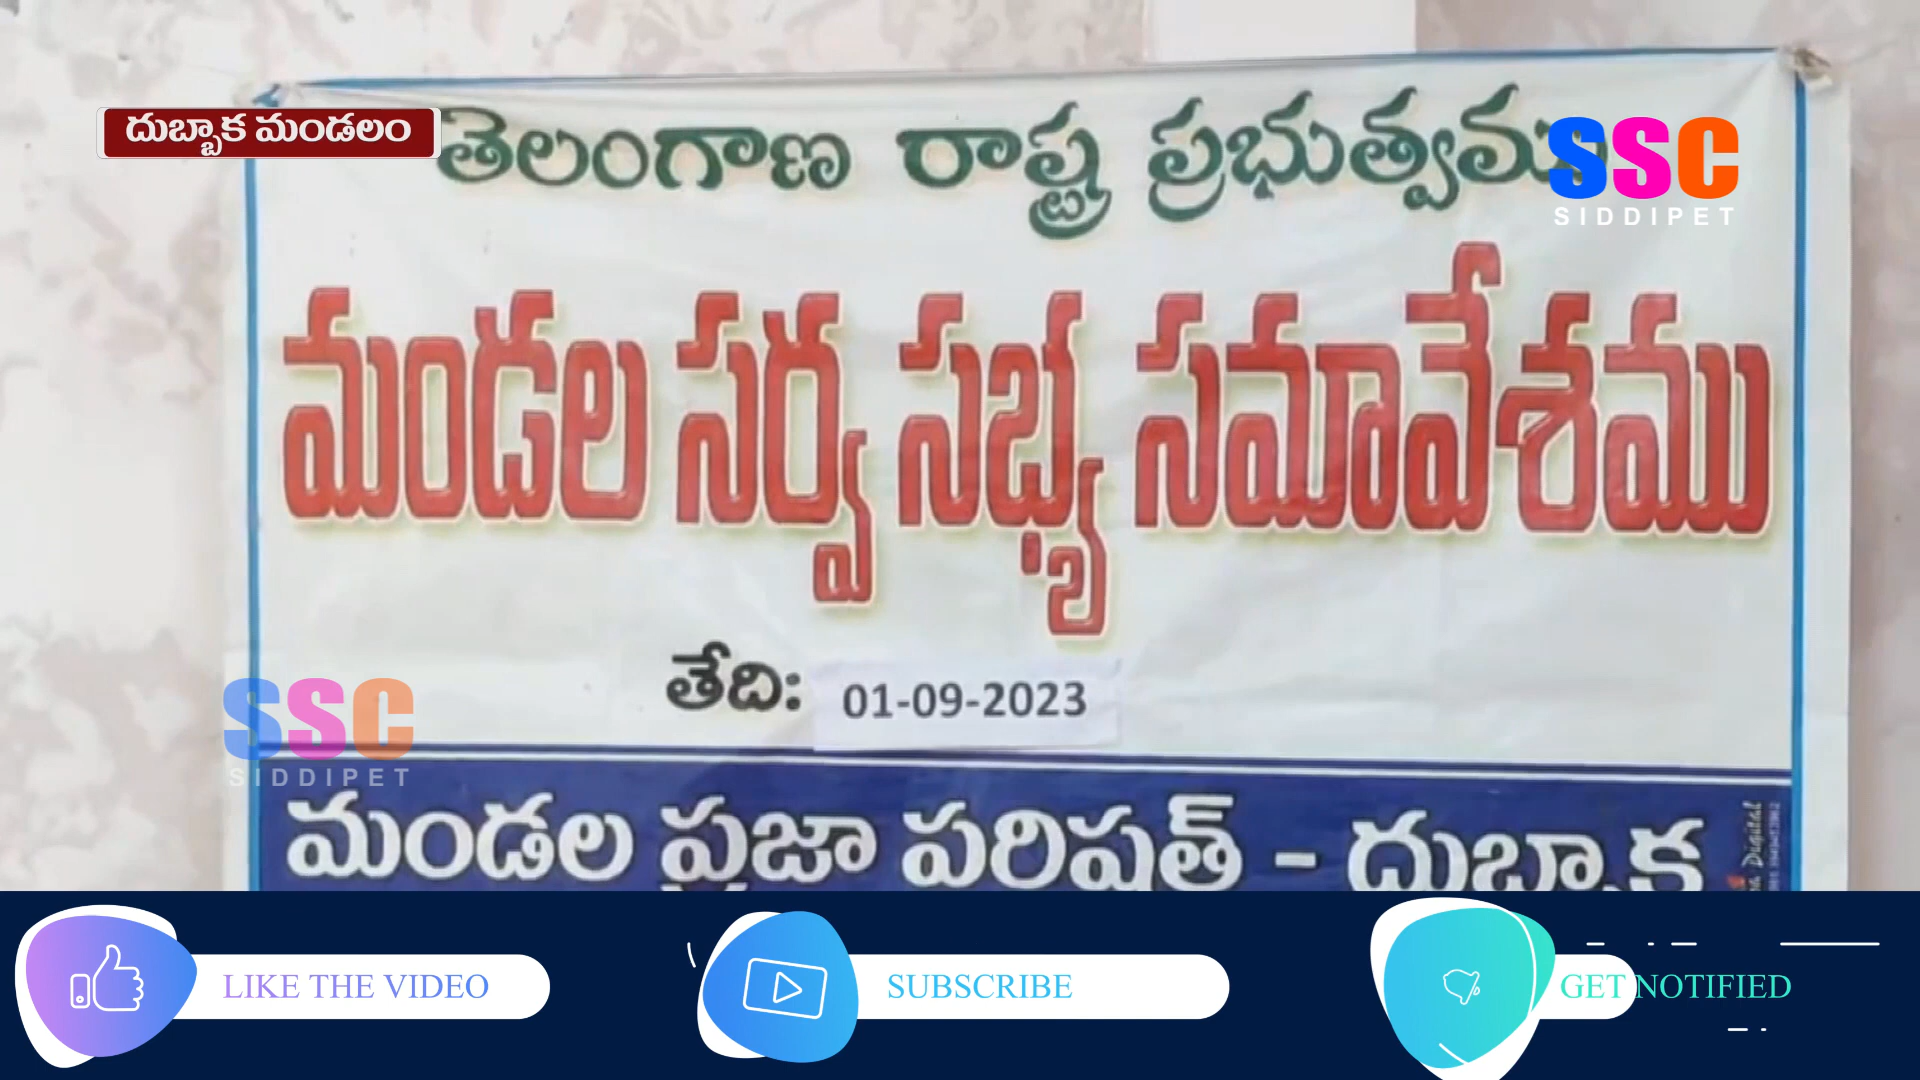 దుబ్బాక మండలం
తెలంగాణ రాష్ట్ర ప్రభుత్వము
SSC
SIDDIPET
మండల సర్వ సభ్య సమావేశము
తేది: 01-09-2023
SSC
SIDDIPET
మండల ప్రజా పరిషత్ - దుబ్బాక
Digital
LIKE THE VIDEO
SUBSCRIBE
GET NOTIFIED